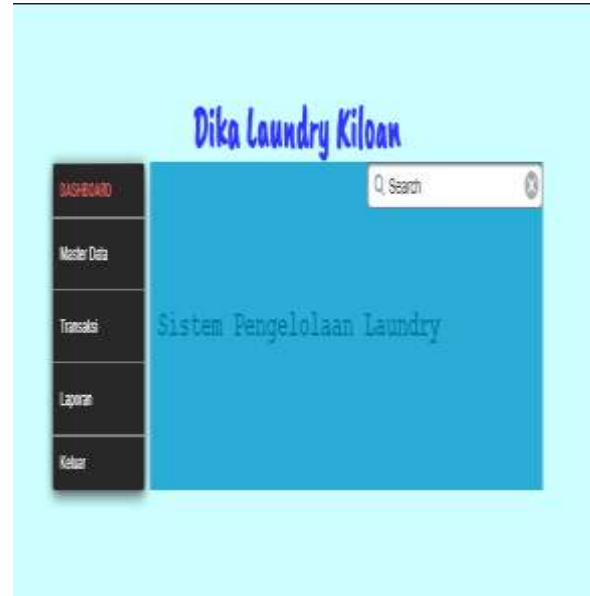 Dika Laundry Kiloan
DASHBOARD
Search
Master Data
Transaksi
Sistem Pengelolaan Laundry
Laporan
Keluar